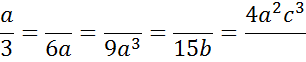 a/3 = /6a = /9a³ = /15b = 4a²c³/